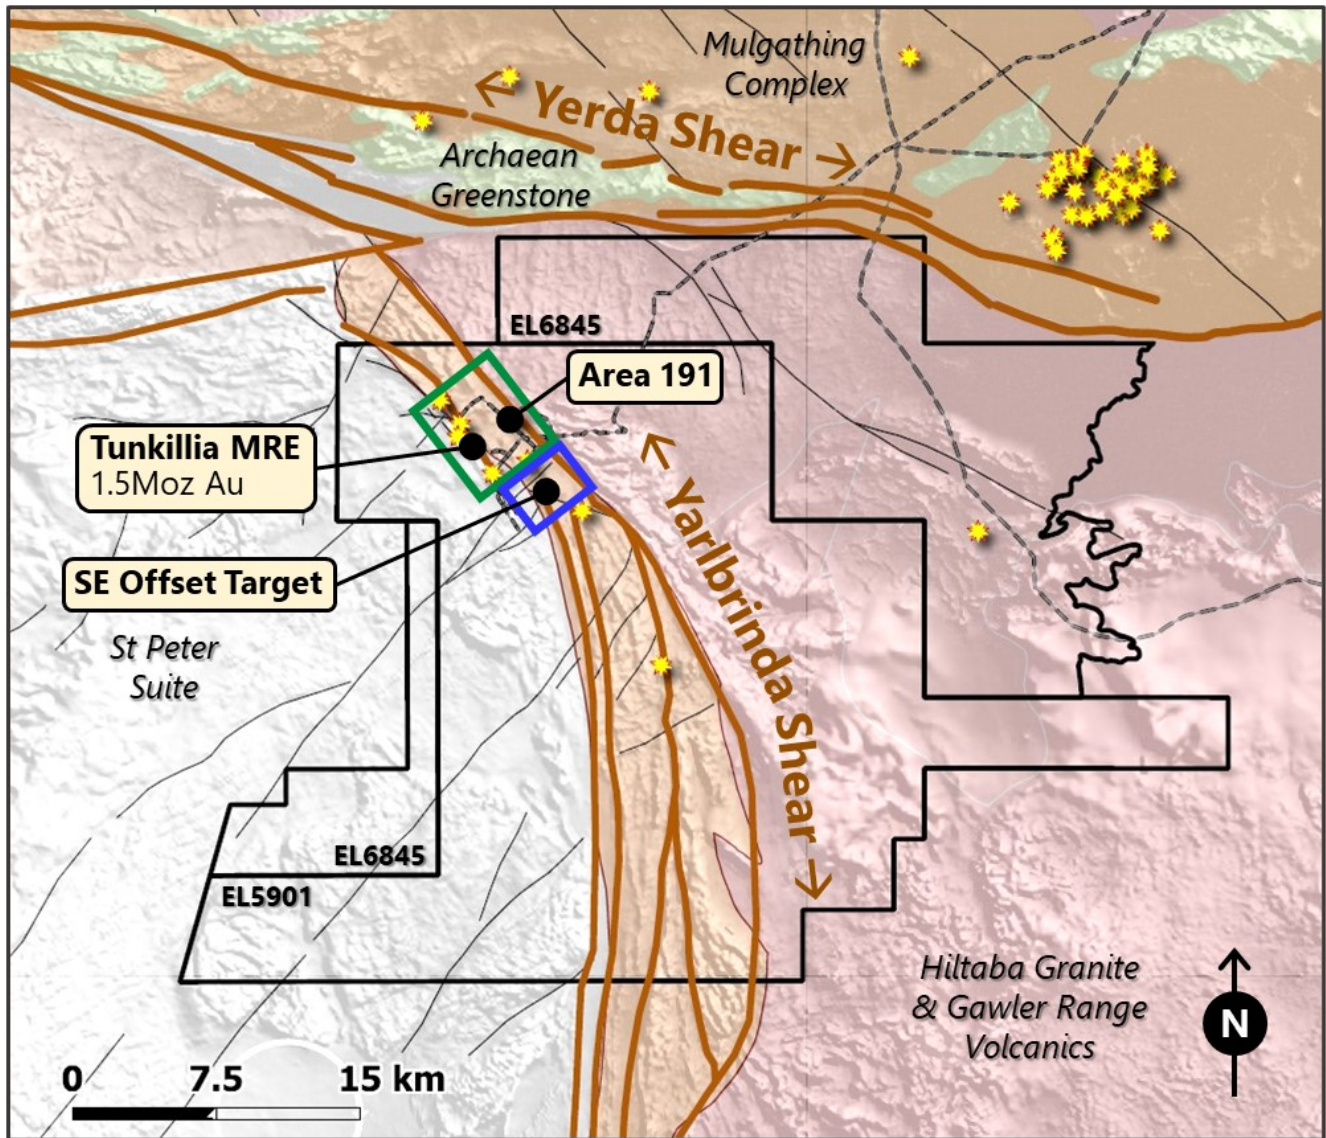 Mulgathing
Complex
← Yerda Shear →
Archaean
Greenstone
EL6845
Area 191
Tunkillia MRE
1.5Moz Au
SE Offset Target
← Yarlbrinda Shear →
St Peter
Suite
EL6845
EL5901
Hiltaba Granite
& Gawler Range
Volcanics
N
0 7.5 15 km